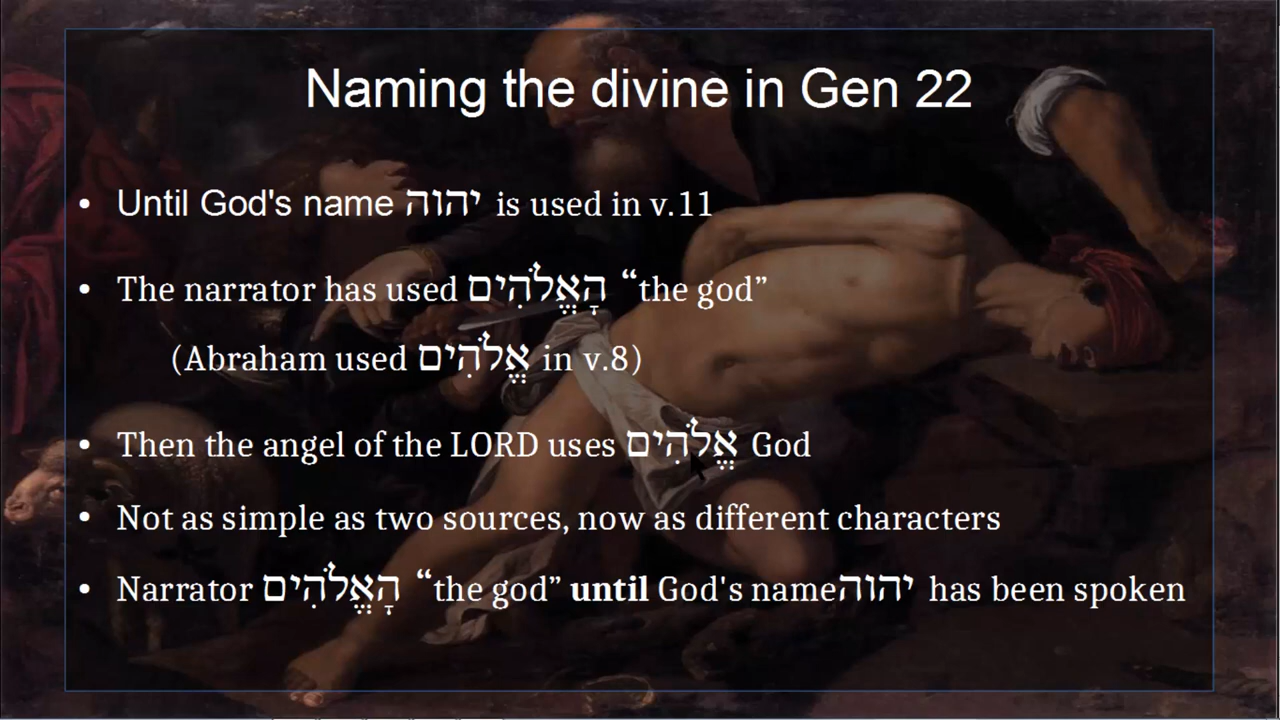 Naming the divine in Gen 22
• Until God's name יהוה is used in v.11
• The narrator has used הָאֱלֹהִים “the god”
(Abraham used אֱלֹהִים in v.8)
• Then the angel of the LORD uses אֱלֹהִים God
• Not as simple as two sources, now as different characters
• Narrator הָאֱלֹהִים “the god” until God's nameיהוה has been spoken